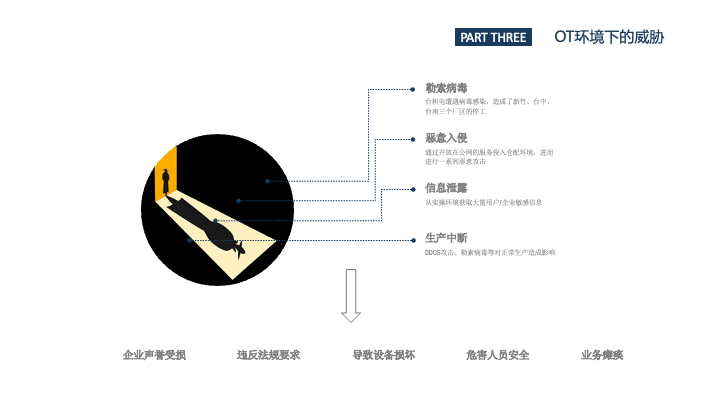 PART THREE
OT环境下的威胁
勒索病毒
台积电遭遇病毒感染，造成了新竹、台中、
台南三个厂区的停工
恶意入侵
通过开放在公网的服务侵入仓配环境，进而
进行一系列恶意攻击
信息泄露
从实操环境获取大量用户/企业敏感信息
生产中断
DDOS攻击、勒索病毒等对正常生产造成影响
企业声誉受损
违反法规要求
导致设备损坏
危害人员安全
业务瘫痪